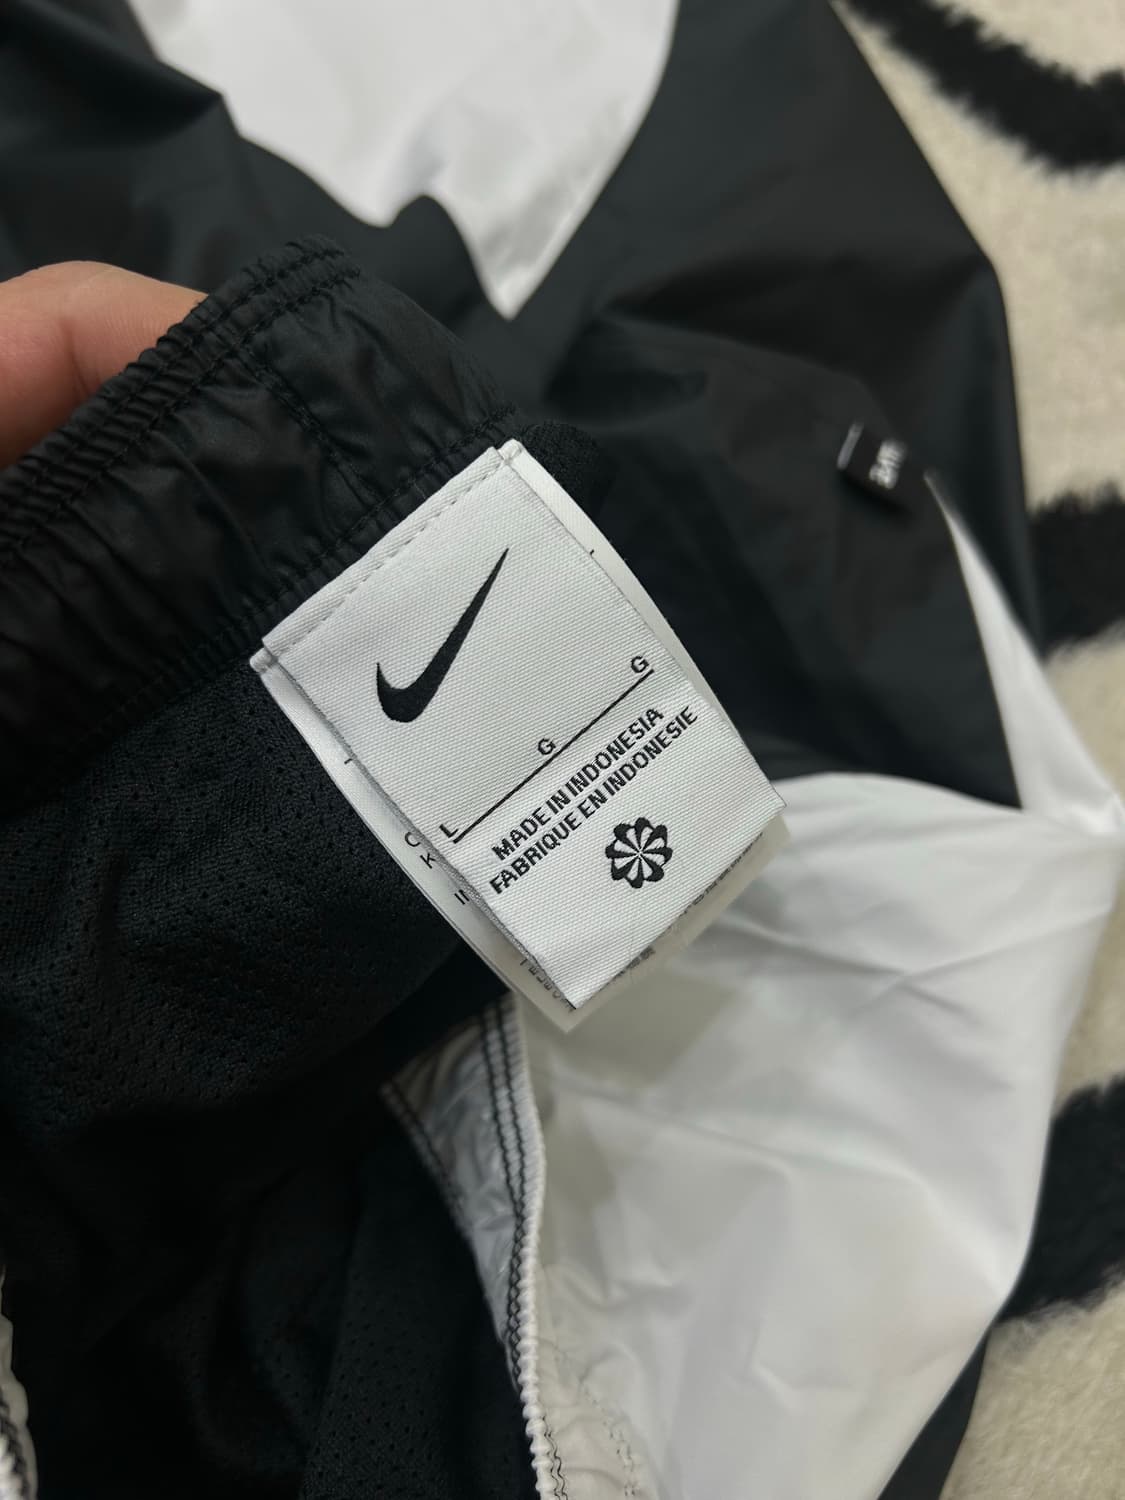 L G G
MADE IN INDONESIA
FABRIQUE EN INDONESIE